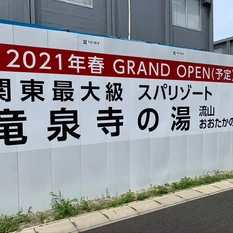 2021年春 GRAND OPEN(予定)
関東最大級 スパリゾート
竜泉寺の湯 流山
おおたかの